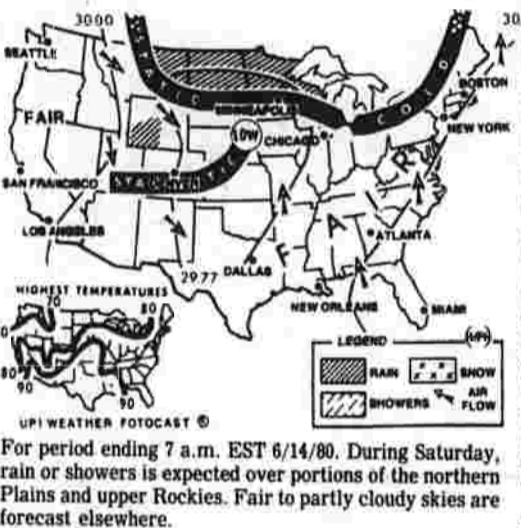 30.00
SEATTLE
BOSTON
MINNEAPOLIS
COLD
FAIR
LOW
CHICAGO
NEW YORK
SAN FRANCISCO
STATIONARY
LOS ANGELES
ATLANTA
DALLAS
FAIR
29.77
NEW ORLEANS
MIAMI
HIGHEST TEMPERATURES
70
80
80
90
90
LEGEND
RAIN
SNOW
SHOWERS
AIR
FLOW
UPI WEATHER FOTOCAST ©
For period ending 7 a.m. EST 6/14/80. During Saturday,
rain or showers is expected over portions of the northern
Plains and upper Rockies. Fair to partly cloudy skies are
forecast elsewhere.